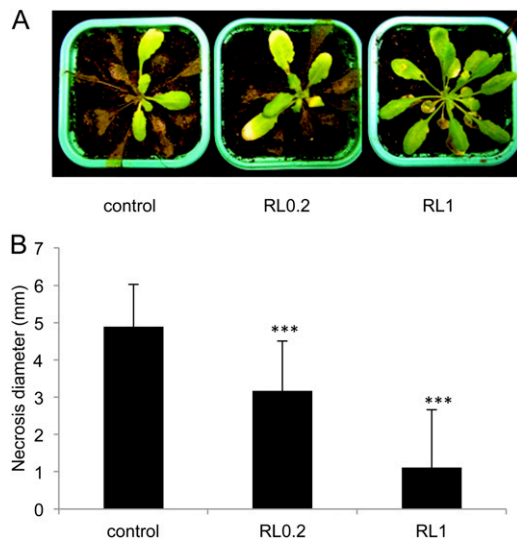 A
control RL0.2 RL1
B
Necrosis diameter (mm)
7
6
5
4
3
2
1
0
***
***
control RL0.2 RL1